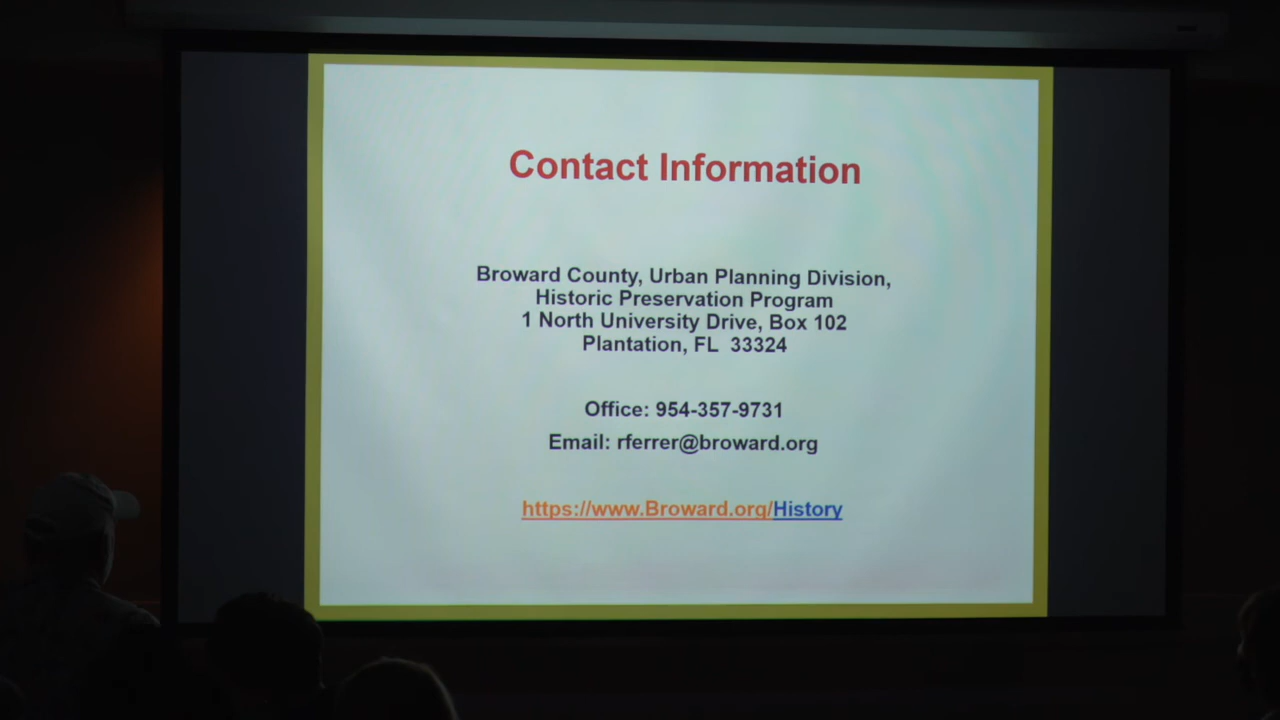 Contact Information
Broward County, Urban Planning Division,
Historic Preservation Program
1 North University Drive, Box 102
Plantation, FL  33324
Office: 954-357-9731
Email: rferrer@broward.org
https://www.Broward.org/History